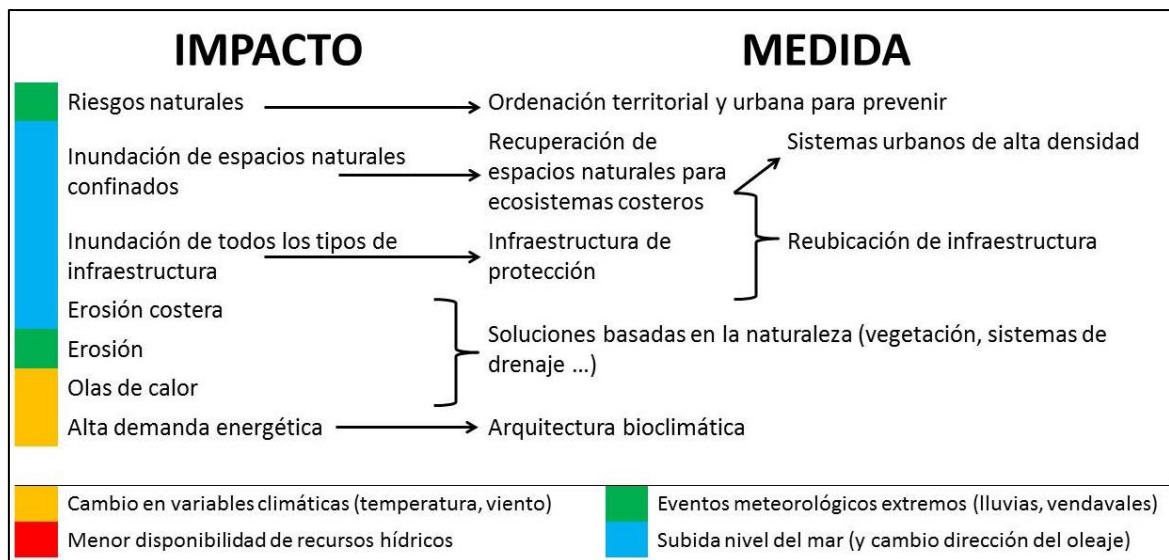 IMPACTO
MEDIDA
Riesgos naturales
Ordenación territorial y urbana para prevenir
Inundación de espacios naturales
confinados
Recuperación de
espacios naturales para
ecosistemas costeros
Sistemas urbanos de alta densidad
Inundación de todos los tipos de
infraestructura
Infraestructura de
protección
Reubicación de infraestructura
Erosión costera
Erosión
Olas de calor
Soluciones basadas en la naturaleza (vegetación, sistemas de
drenaje ...)
Alta demanda energética
Arquitectura bioclimática
Cambio en variables climáticas (temperatura, viento)
Eventos meteorológicos extremos (lluvias, vendavales)
Menor disponibilidad de recursos hídricos
Subida nivel del mar (y cambio dirección del oleaje)